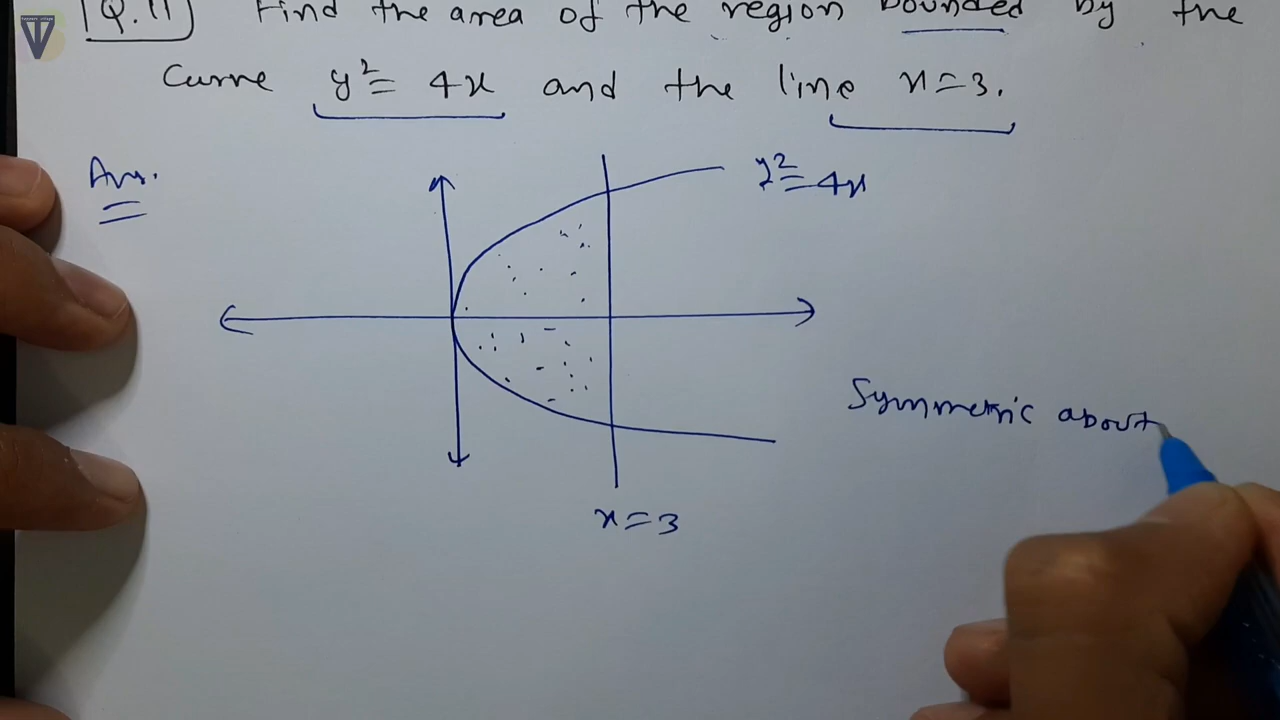 Q.11 Find the area of the region bounded by the
Curve y²= 4x and the line x=3.
Ans.
y²=4x
Symmetric about
x=3